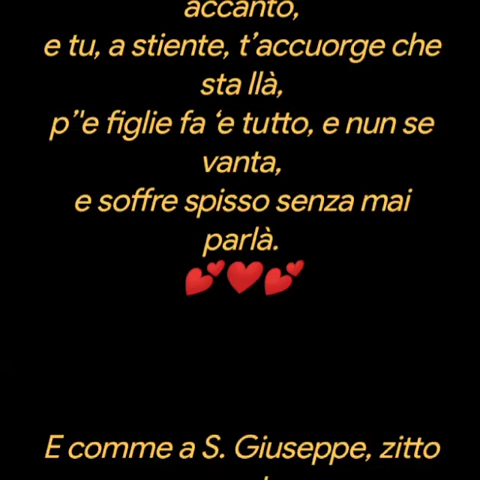 accanto,
e tu, a stiente, t’accuorge che
sta llà,
p’'e figlie fa ‘e tutto, e nun se
vanta,
e soffre spisso senza mai
parlà.
💕❤️💕
E comme a S. Giuseppe, zitto